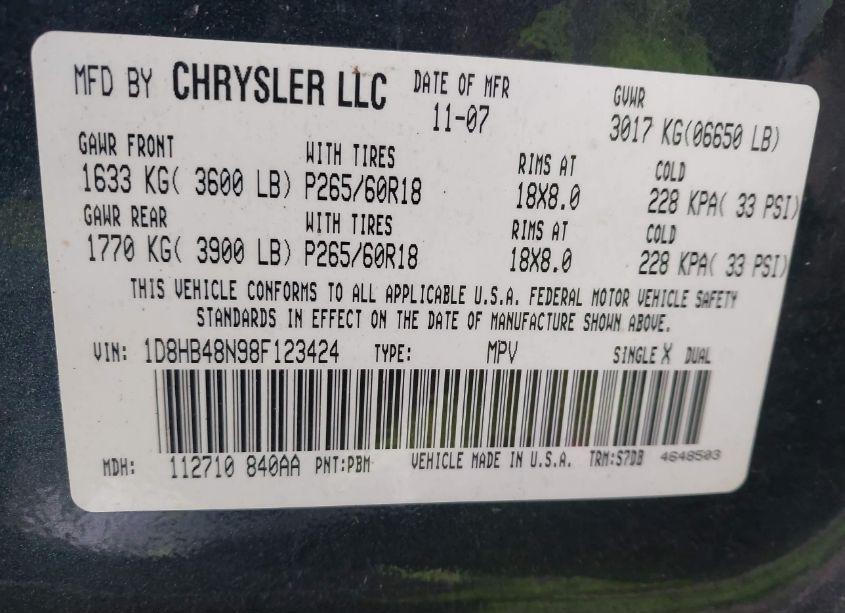 MFD BY CHRYSLER LLC DATE OF MFR GVWR
11-07 3017 KG(06650 LB)
GAWR FRONT WITH TIRES RIMS AT COLD
1633 KG( 3600 LB) P265/60R18 18X8.0 228 KPA( 33 PSI)
GAWR REAR WITH TIRES RIMS AT COLD
1770 KG( 3900 LB) P265/60R18 18X8.0 228 KPA( 33 PSI)
THIS VEHICLE CONFORMS TO ALL APPLICABLE U.S.A. FEDERAL MOTOR VEHICLE SAFETY
STANDARDS IN EFFECT ON THE DATE OF MANUFACTURE SHOWN ABOVE.
VIN: 1D8HB48N98F123424 TYPE: MPV SINGLE X DUAL
MDH: 112710 840AA PNT:PBM VEHICLE MADE IN U.S.A. TRM:S7DB 4648503